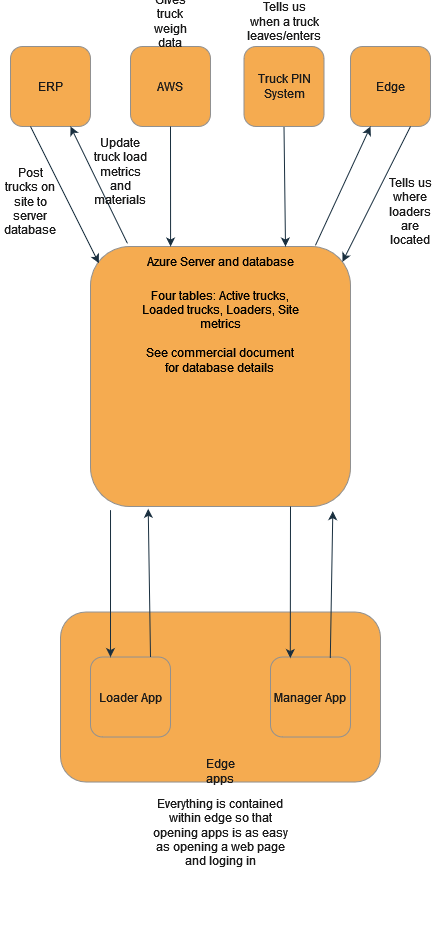 Gives
truck
weigh
data
Tells us
when a truck
leaves/enters
ERP
AWS
Truck PIN
System
Edge
Post
trucks on
site to
server
database
Update
truck load
metrics
and
materials
Tells us
where
loaders
are
located
Azure Server and database
Four tables: Active trucks,
Loaded trucks, Loaders, Site
metrics
See commercial document
for database details
Loader App
Manager App
Edge
apps
Everything is contained
within edge so that
opening apps is as easy
as opening a web page
and loging in